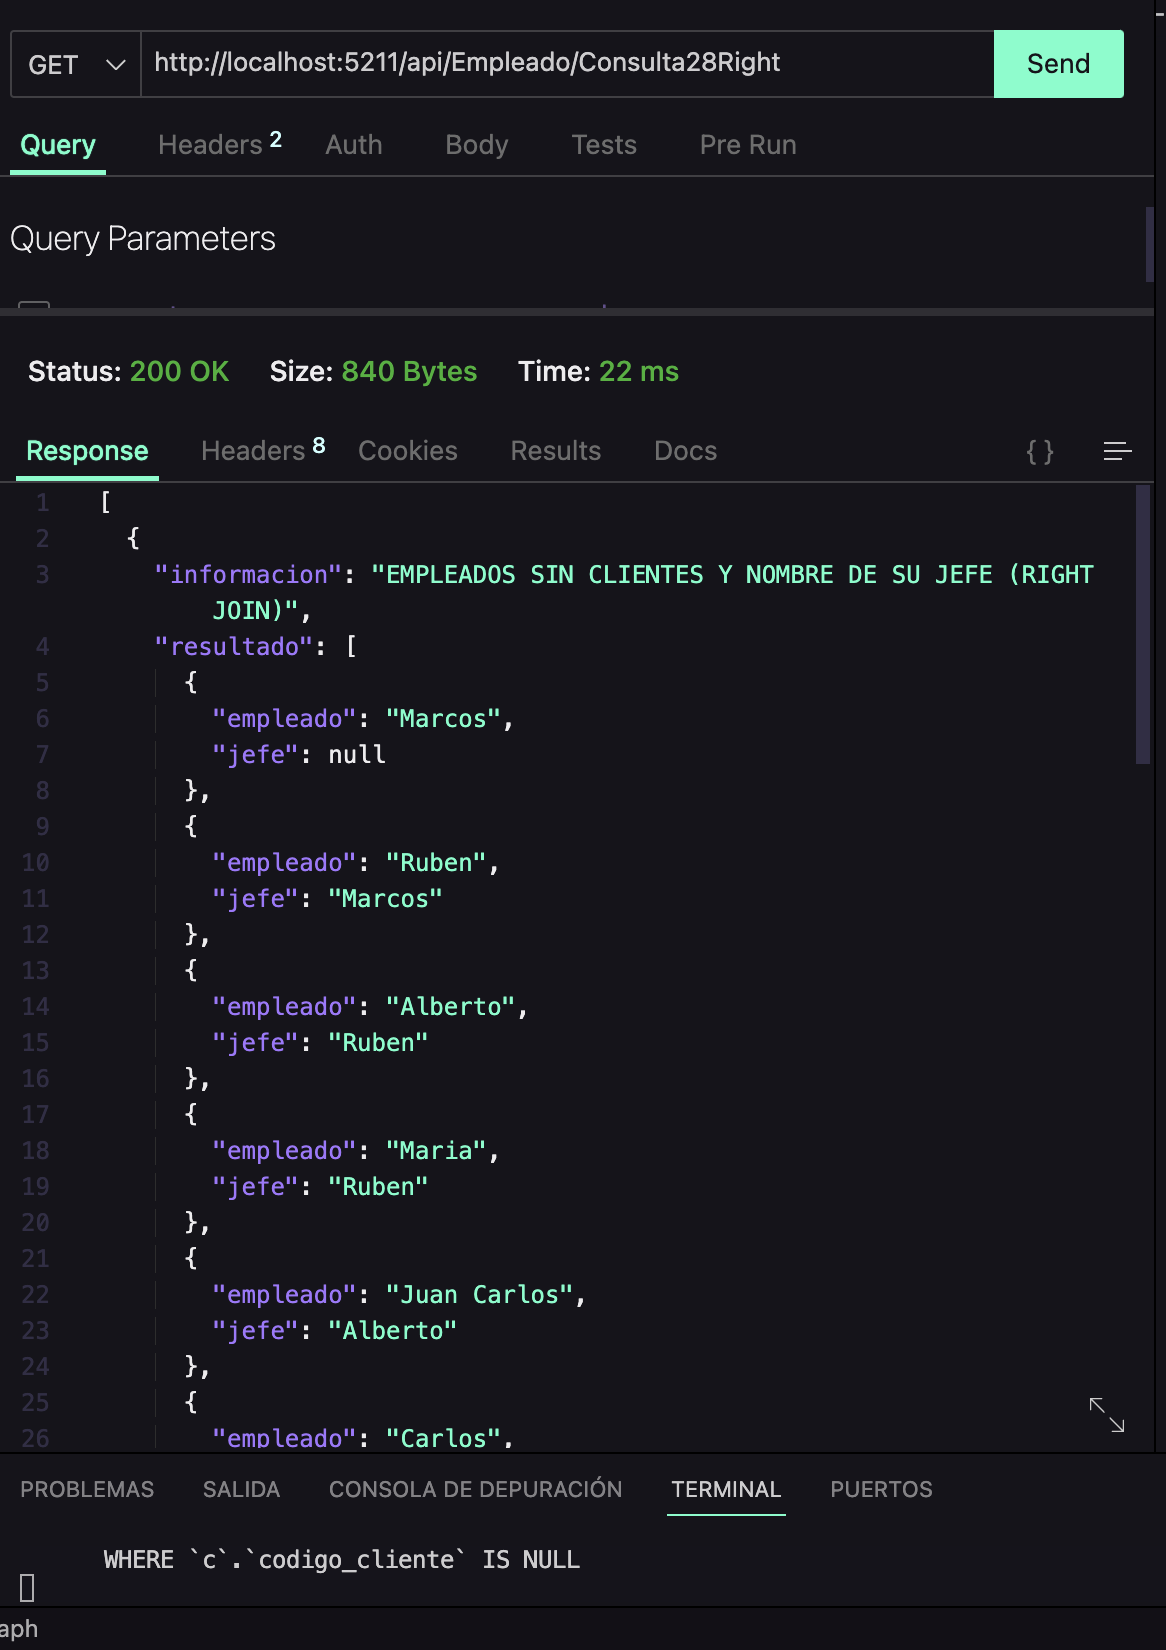 GET http://localhost:5211/api/Empleado/Consulta28Right Send
Query Headers 2 Auth Body Tests Pre Run
Query Parameters
Status: 200 OK Size: 840 Bytes Time: 22 ms
Response Headers 8 Cookies Results Docs { }
1 [
2 {
3 "informacion": "EMPLEADOS SIN CLIENTES Y NOMBRE DE SU JEFE (RIGHT
JOIN)",
4 "resultado": [
5 {
6 "empleado": "Marcos",
7 "jefe": null
8 },
9 {
10 "empleado": "Ruben",
11 "jefe": "Marcos"
12 },
13 {
14 "empleado": "Alberto",
15 "jefe": "Ruben"
16 },
17 {
18 "empleado": "Maria",
19 "jefe": "Ruben"
20 },
21 {
22 "empleado": "Juan Carlos",
23 "jefe": "Alberto"
24 },
25 {
26 "empleado": "Carlos",
PROBLEMAS SALIDA CONSOLA DE DEPURACIÓN TERMINAL PUERTOS
WHERE `c`.`codigo_cliente` IS NULL
aph